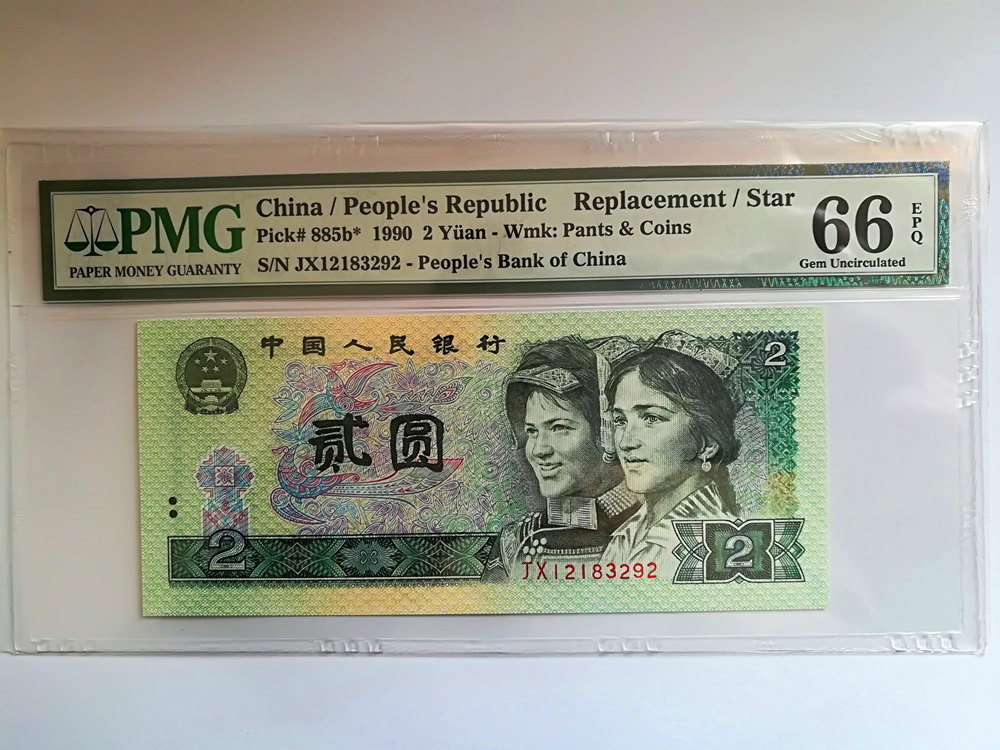 PMG
PAPER MONEY GUARANTY
China / People's Republic Replacement / Star
Pick# 885b* 1990 2 Yüan - Wmk: Pants & Coins
S/N JX12183292 - People's Bank of China
66
EPQ
Gem Uncirculated
中国人民银行
2
贰圆
2
JX12183292
2